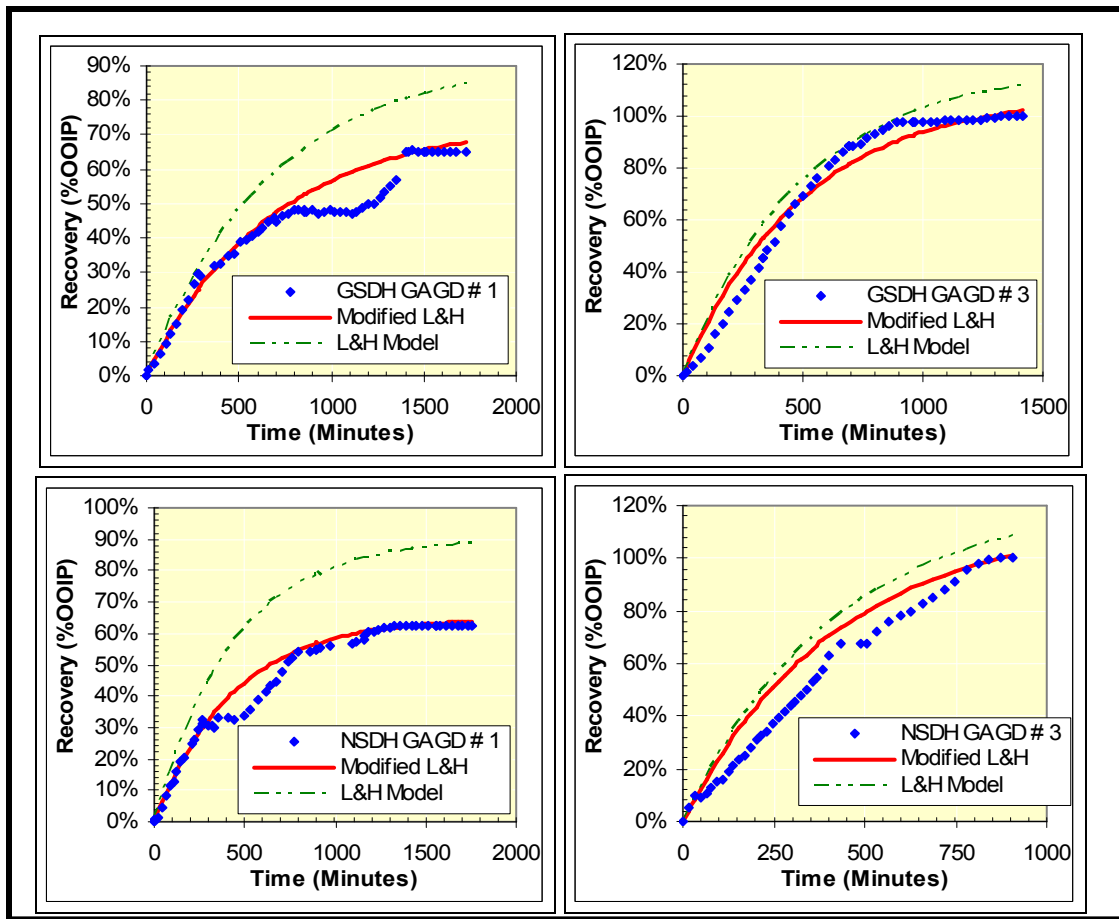 90%
80%
70%
60%
50%
40%
30%
20%
10%
0%
Recovery (%OOIP)
GSDH GAGD # 1
Modified L&H
L&H Model
0 500 1000 1500 2000
Time (Minutes)
120%
100%
80%
60%
40%
20%
0%
Recovery (%OOIP)
GSDH GAGD # 3
Modified L&H
L&H Model
0 500 1000 1500
Time (Minutes)
100%
90%
80%
70%
60%
50%
40%
30%
20%
10%
0%
Recovery (%OOIP)
NSDH GAGD # 1
Modified L&H
L&H Model
0 500 1000 1500 2000
Time (Minutes)
120%
100%
80%
60%
40%
20%
0%
Recovery (%OOIP)
NSDH GAGD # 3
Modified L&H
L&H Model
0 250 500 750 1000
Time (Minutes)